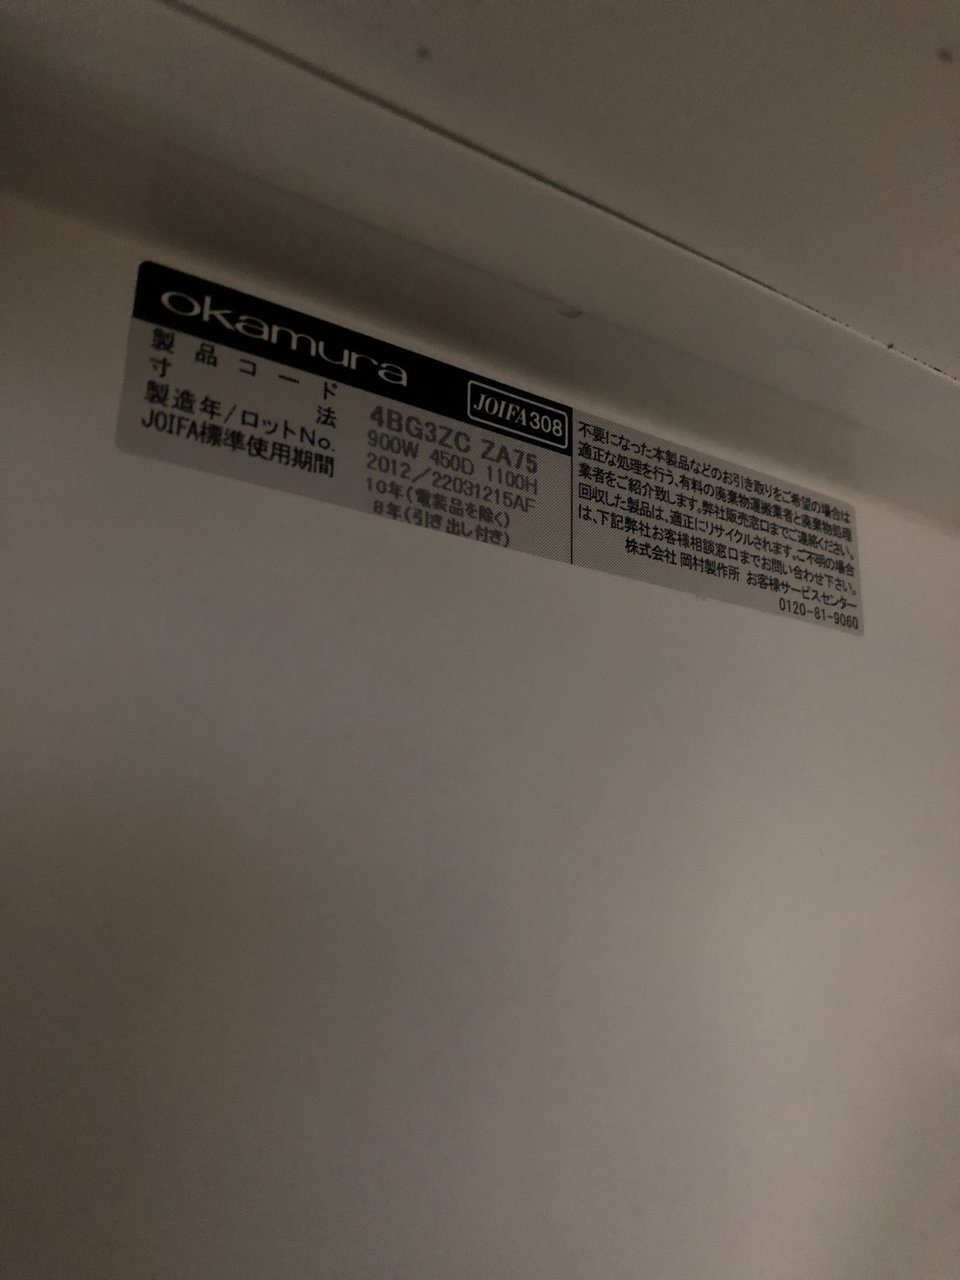 okamura
JOIFA308
製品コード 4BG3ZC ZA75
寸法 900W 450D 1100H
製造年/ロットNo. 2012/22031215AF
JOIFA標準使用期間 10年(電装品を除く)
8年(引き出し付き)
不要になった本製品などのお引き取りをご希望の場合は
適正な処理を行う、有料の廃棄物運搬業者と廃棄物処理
業者をご紹介致します。弊社販売窓口までご連絡ください。
回収した製品は、適正にリサイクルされます。ご不明の場合
は、下記弊社お客様相談窓口までお問い合わせ下さい。
株式会社 岡村製作所 お客様サービスセンター
0120-81-9060